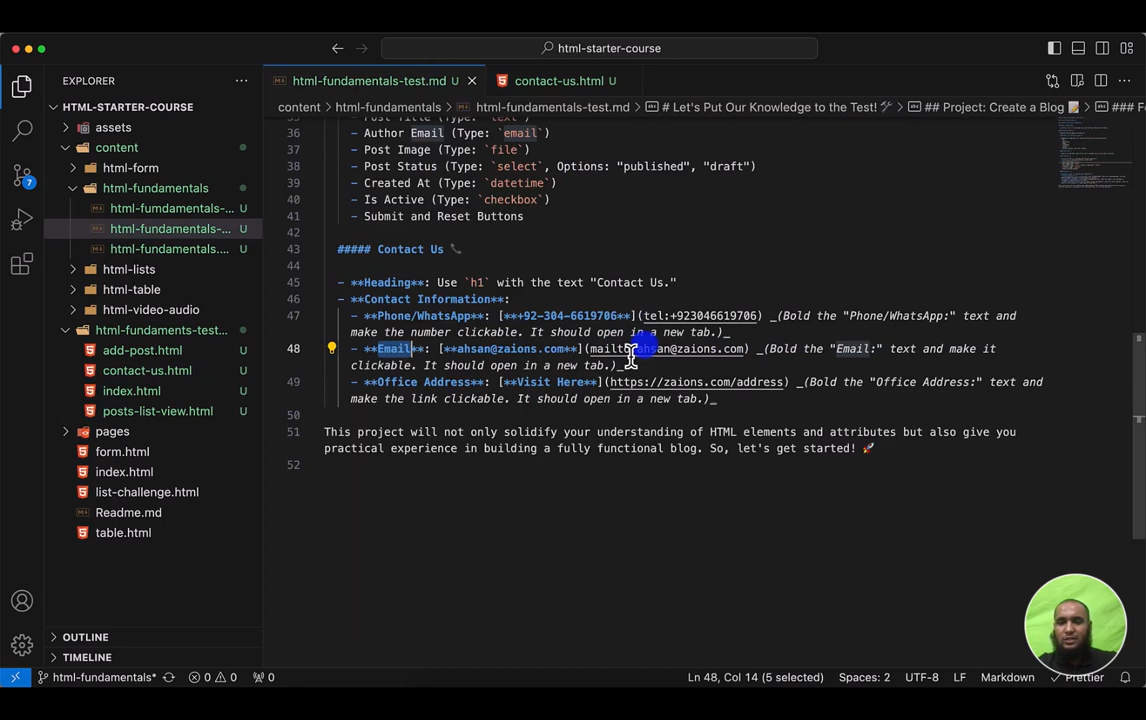 html-starter-course
EXPLORER
html-fundamentals-test.md U
contact-us.html U
HTML-STARTER-COURSE
content > html-fundamentals > html-fundamentals-test.md > # Let's Put Our Knowledge to the Test! 🛠️ > ## Project: Create a Blog 📝 >
assets
content
html-form
html-fundamentals
html-fumdamentals-... U
html-fundamentals-... U
html-fundamentals.... U
html-lists
html-table
html-video-audio
html-fundaments-test...
add-post.html U
contact-us.html U
index.html U
posts-list-view.html U
pages
form.html
index.html
list-challenge.html
Readme.md
table.html
OUTLINE
TIMELINE
35 - Post Title (Type: `text`)
36 - Author Email (Type: `email`)
37 - Post Image (Type: `file`)
38 - Post Status (Type: `select`, Options: "published", "draft")
39 - Created At (Type: `datetime`)
40 - Is Active (Type: `checkbox`)
41 - Submit and Reset Buttons
42
43 ##### Contact Us 📞
44
45 - **Heading**: Use `h1` with the text "Contact Us."
46 - **Contact Information**:
47 - **Phone/WhatsApp**: [**+92-304-6619706**](tel:+923046619706) _(Bold the "Phone/WhatsApp:" text and
make the number clickable. It should open in a new tab.)_
48 - **Email**: [**ahsan@zaions.com**](mailto:ahsan@zaions.com) _(Bold the "Email:" text and make it
clickable. It should open in a new tab.)_
49 - **Office Address**: [**Visit Here**](https://zaions.com/address) _(Bold the "Office Address:" text and
make the link clickable. It should open in a new tab.)_
50
51 This project will not only solidify your understanding of HTML elements and attributes but also give you
practical experience in building a fully functional blog. So, let's get started! 🚀
52
7
html-fundamentals* 0 0 0 Ln 48, Col 14 (5 selected) Spaces: 2 UTF-8 LF Markdown Prettier